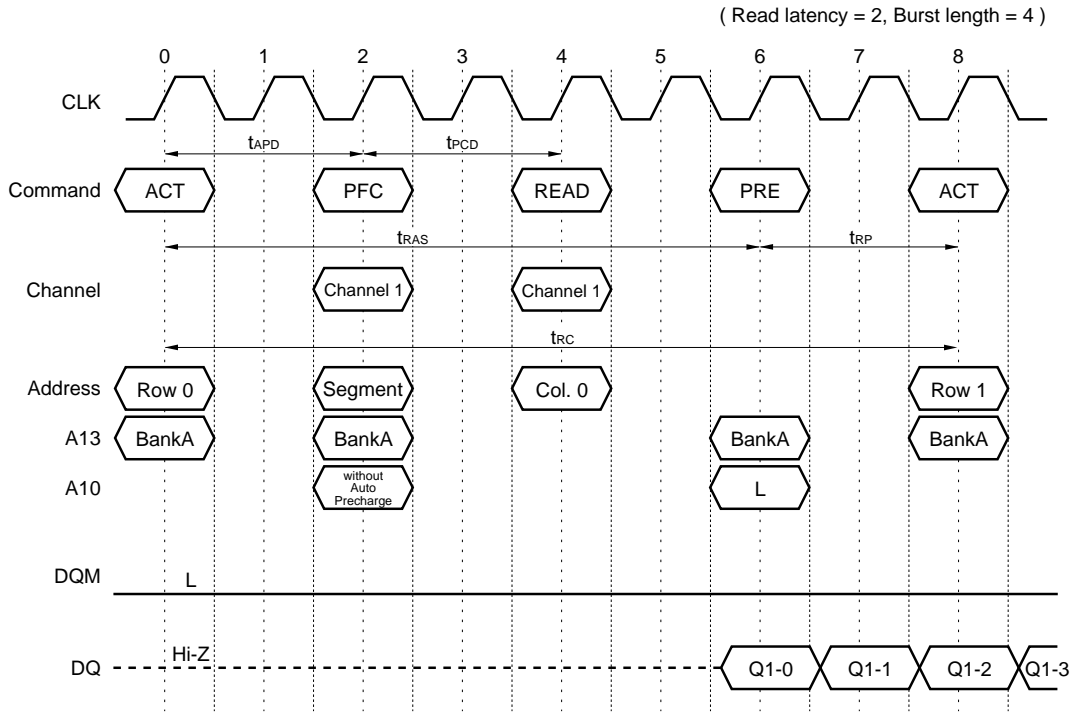 ( Read latency = 2, Burst length = 4 )
0 1 2 3 4 5 6 7 8
CLK
tAPD tPCD
Command ACT PFC READ PRE ACT
tRAS tRP
Channel Channel 1 Channel 1
tRC
Address Row 0 Segment Col. 0 Row 1
A13 BankA BankA BankA BankA
A10 without Auto Precharge L
DQM L
DQ Hi-Z Q1-0 Q1-1 Q1-2 Q1-3